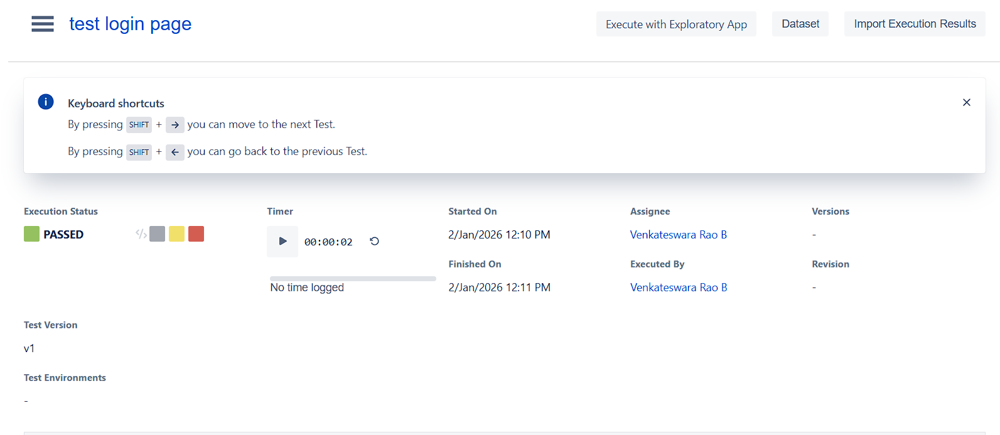 test login page
Execute with Exploratory App
Dataset
Import Execution Results
i
Keyboard shortcuts
By pressing SHIFT + → you can move to the next Test.
By pressing SHIFT + ← you can go back to the previous Test.
Execution Status
PASSED
</>
Timer
00:00:02
No time logged
Started On
2/Jan/2026 12:10 PM
Finished On
2/Jan/2026 12:11 PM
Assignee
Venkateswara Rao B
Executed By
Venkateswara Rao B
Versions
-
Revision
-
Test Version
v1
Test Environments
-